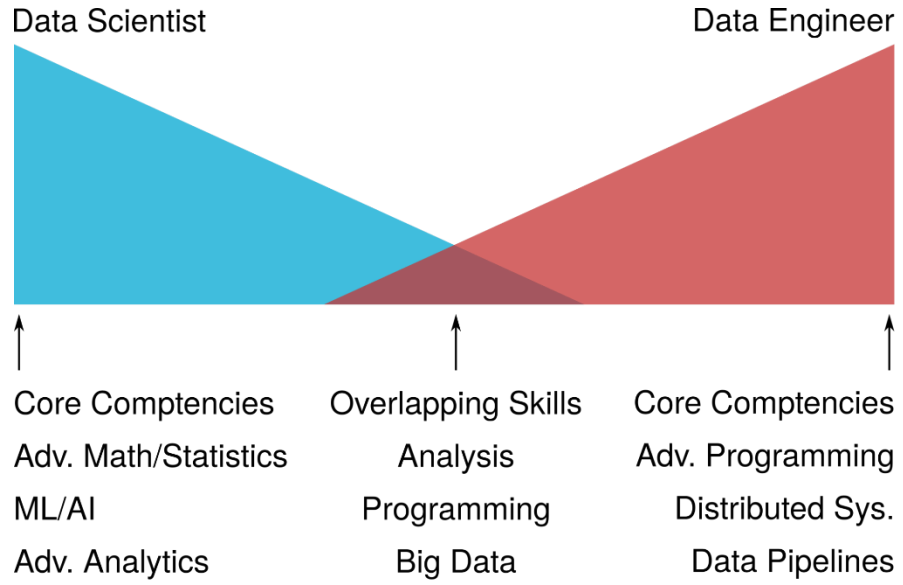 Data Scientist
Data Engineer
Core Comptencies
Adv. Math/Statistics
ML/AI
Adv. Analytics
Overlapping Skills
Analysis
Programming
Big Data
Core Comptencies
Adv. Programming
Distributed Sys.
Data Pipelines